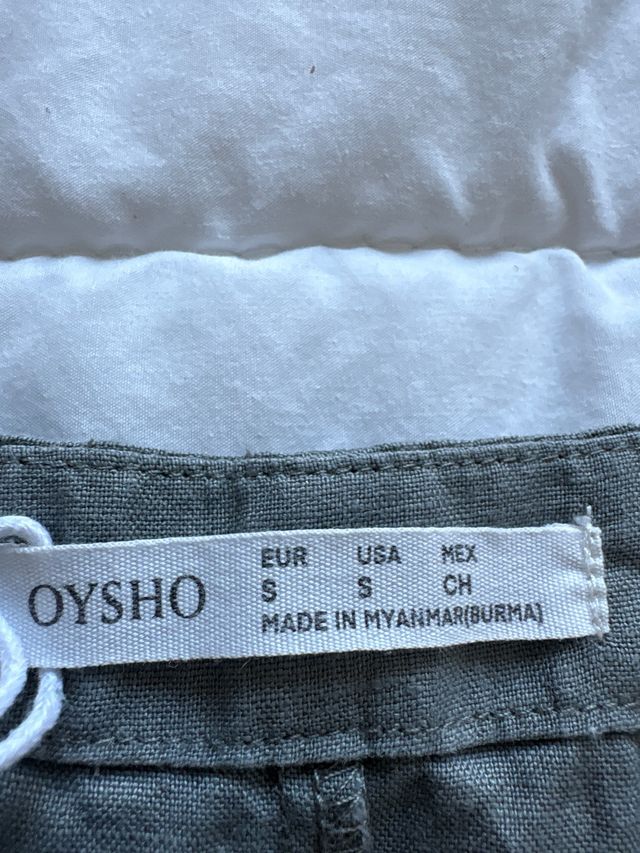 OYSHO
EUR USA MEX
S S CH
MADE IN MYANMAR(BURMA)